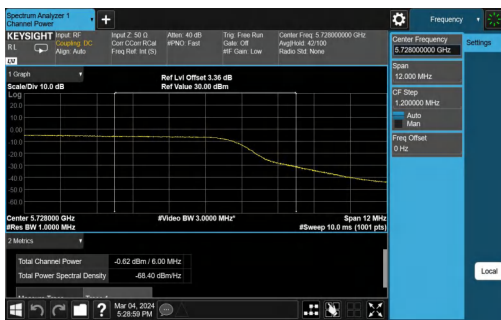 Spectrum Analyzer 1
Channel Power
Frequency
KEYSIGHT
Input: RF
Coupling: DC
Align: Auto
Input Z: 50 Ω
Corr CCorr RCal
Freq Ref: Int (S)
Atten: 40 dB
#PNO: Fast
Trig: Free Run
Gate: Off
#IF Gain: Low
Center Freq: 5.728000000 GHz
Avg|Hold: 42/100
Radio Std: None
R L
LXI
Center Frequency
5.728000000 GHz
Settings
Span
12.000 MHz
CF Step
1.200000 MHz
Auto
Man
Freq Offset
0 Hz
1 Graph
Scale/Div 10.0 dB
Ref Lvl Offset 3.36 dB
Ref Value 30.00 dBm
Log
20.0
10.0
0.00
-10.0
-20.0
-30.0
-40.0
-50.0
-60.0
Center 5.728000 GHz
#Res BW 1.0000 MHz
#Video BW 3.0000 MHz*
Span 12 MHz
#Sweep 10.0 ms (1001 pts)
2 Metrics
Total Channel Power
-0.62 dBm / 6.00 MHz
Total Power Spectral Density
-68.40 dBm/Hz
Local
?
Mar 04, 2024
5:28:59 PM